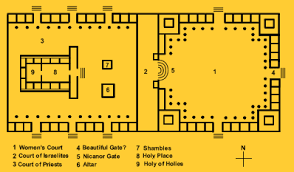 3
7
9 8
2
5
1
4
6
1 Women's Court
4 Beautiful Gate?
7 Shambles
2 Court of Israelites
5 Nicanor Gate
8 Holy Place
3 Court of Priests
6 Altar
9 Holy of Holies
N